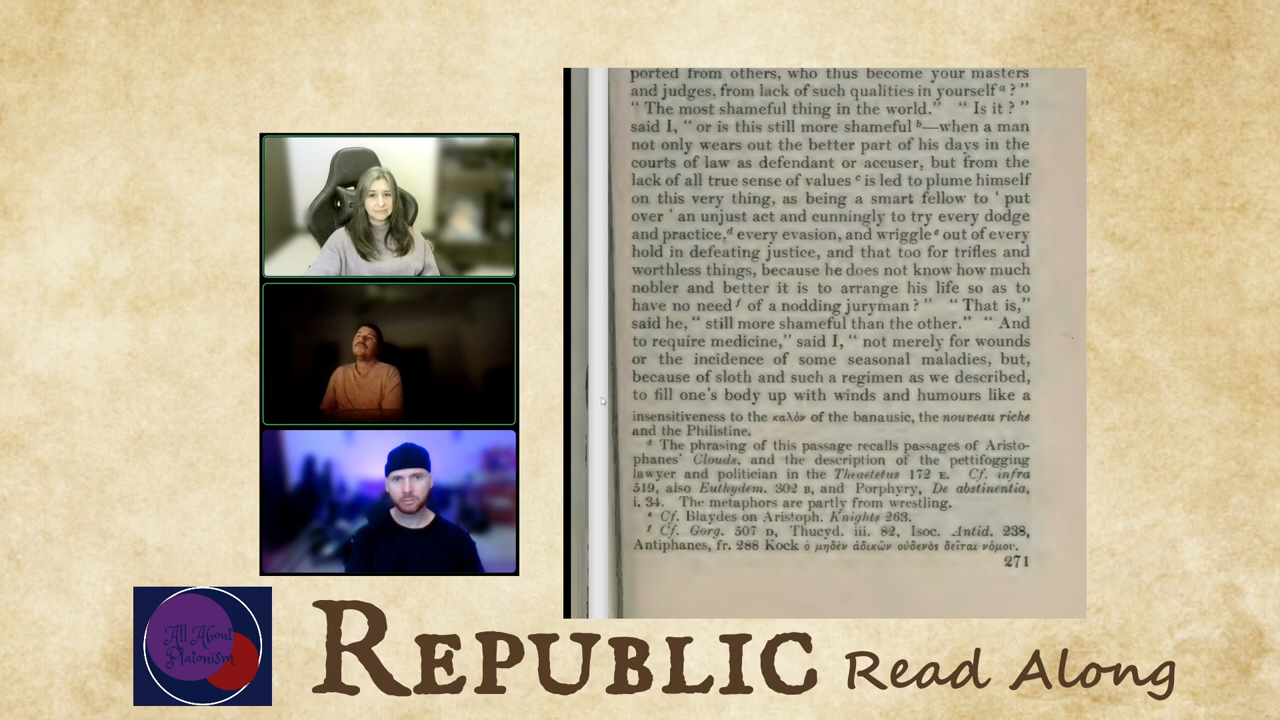 ported from others, who thus become your masters
and judges, from lack of such qualities in yourself ᵃ ? ”
“ The most shameful thing in the world.” “ Is it ? ”
said I, “ or is this still more shameful ᵇ—when a man
not only wears out the better part of his days in the
courts of law as defendant or accuser, but from the
lack of all true sense of values ᶜ is led to plume himself
on this very thing, as being a smart fellow to ‘ put
over ’ an unjust act and cunningly to try every dodge
and practice,ᵈ every evasion, and wriggle ᵉ out of every
hold in defeating justice, and that too for trifles and
worthless things, because he does not know how much
nobler and better it is to arrange his life so as to
have no need ᶠ of a nodding juryman ? ” “ That is,”
said he, “ still more shameful than the other.” “ And
to require medicine,” said I, “ not merely for wounds
or the incidence of some seasonal maladies, but,
because of sloth and such a regimen as we described,
to fill one’s body up with winds and humours like a
insensitiveness to the καλόν of the banausic, the nouveau riche
and the Philistine.
ᵈ The phrasing of this passage recalls passages of Aristo-
phanes’ Clouds, and the description of the pettifogging
lawyer and politician in the Theaetetus 172 E. Cf. infra
519, also Euthydem. 302 B, and Porphyry, De abstinentia,
i. 34. The metaphors are partly from wrestling.
ᵉ Cf. Blaydes on Aristoph. Knights 263.
ᶠ Cf. Gorg. 507 D, Thucyd. iii. 82, Isoc. Antid. 238,
Antiphanes, fr. 288 Kock ὁ μηδὲν ἀδικῶν οὐδενὸς δεῖται νόμου.
271
All About
Platonism
REPUBLIC Read Along